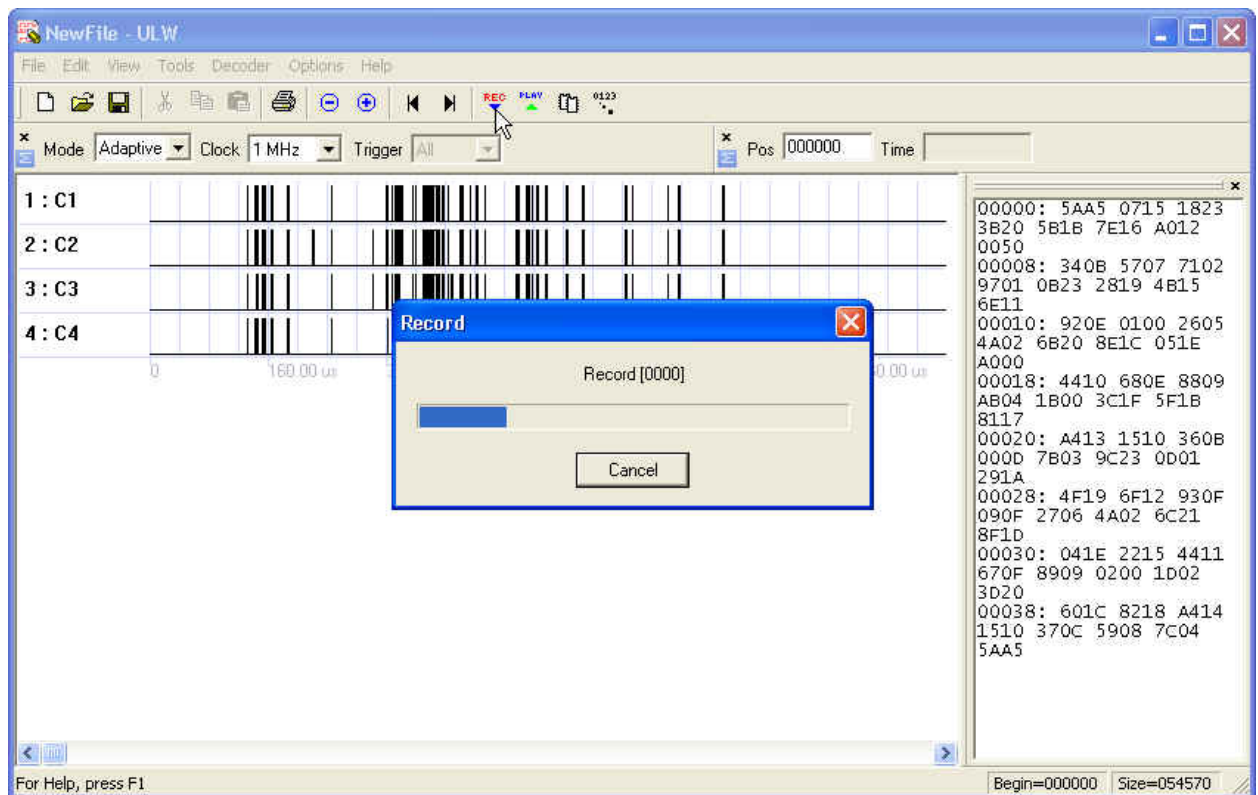 NewFile - ULW
File Edit View Tools Decoder Options Help
REC PLAY 0123
Mode Adaptive Clock 1 MHz Trigger All Pos 000000 Time
1 : C1
2 : C2
3 : C3
4 : C4
0 160.00 us 0.00 us
Record
Record [0000]
Cancel
00000: 5AA5 0715 1823
3B20 5B1B 7E16 A012
0050
00008: 340B 5707 7102
9701 0B23 2819 4B15
6E11
00010: 920E 0100 2605
4A02 6B20 8E1C 051E
A000
00018: 4410 680E 8809
AB04 1B00 3C1F 5F1B
8117
00020: A413 1510 360B
000D 7B03 9C23 0D01
291A
00028: 4F19 6F12 930F
090F 2706 4A02 6C21
8F1D
00030: 041E 2215 4411
670F 8909 0200 1D02
3D20
00038: 601C 8218 A414
1510 370C 5908 7C04
5AA5
For Help, press F1
Begin=000000 Size=054570